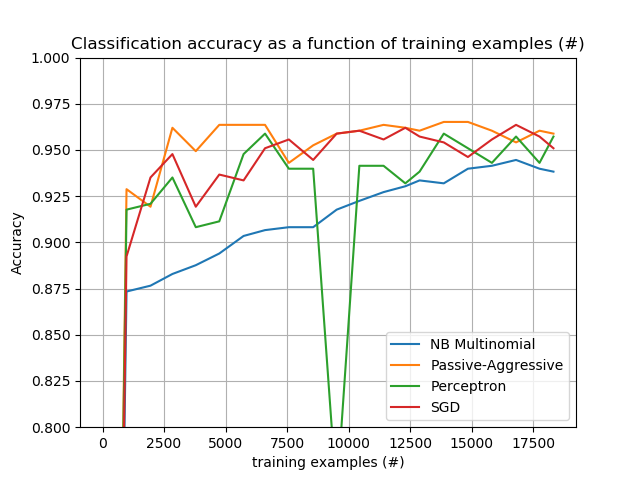 Classification accuracy as a function of training examples (#)
1.000
0.975
0.950
0.925
0.900
0.875
0.850
0.825
0.800
Accuracy
NB Multinomial
Passive-Aggressive
Perceptron
SGD
0 2500 5000 7500 10000 12500 15000 17500
training examples (#)